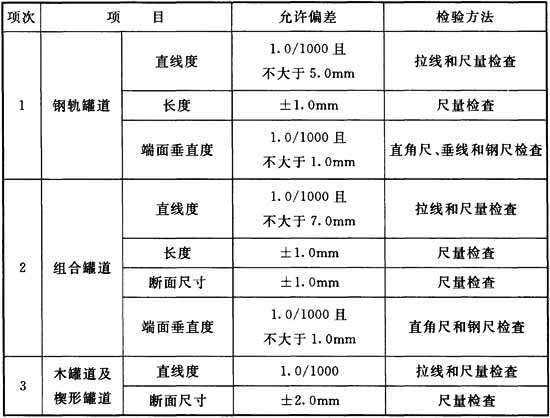 项次 项 目 允许偏差 检验方法
1 钢轨罐道 直线度 1.0/1000 且
不大于 5.0mm 拉线和尺量检查
长度 ±1.0mm 尺量检查
端面垂直度 1.0/1000 且
不大于 1.0mm 直角尺、垂线和钢尺检查
2 组合罐道 直线度 1.0/1000 且
不大于 7.0mm 拉线和尺量检查
长度 ±1.0mm 尺量检查
断面尺寸 ±1.0mm 尺量检查
端面垂直度 1.0/1000 且
不大于 1.0mm 直角尺和钢尺检查
3 木罐道及
楔形罐道 直线度 1.0/1000 拉线和尺量检查
断面尺寸 ±2.0mm 尺量检查